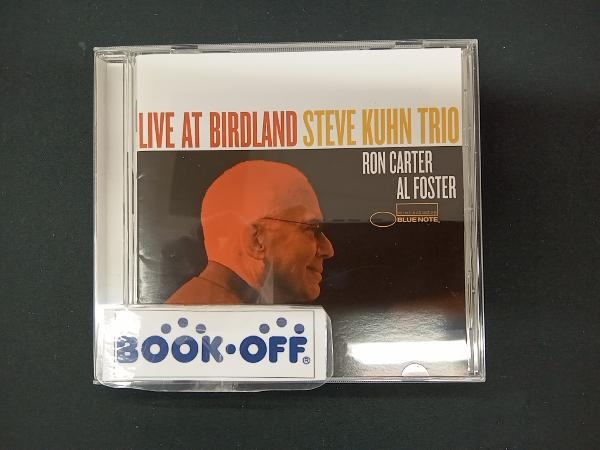 LIVE AT BIRDLAND STEVE KUHN TRIO
RON CARTER
AL FOSTER
BLUE NOTE
BOOK·OFF®